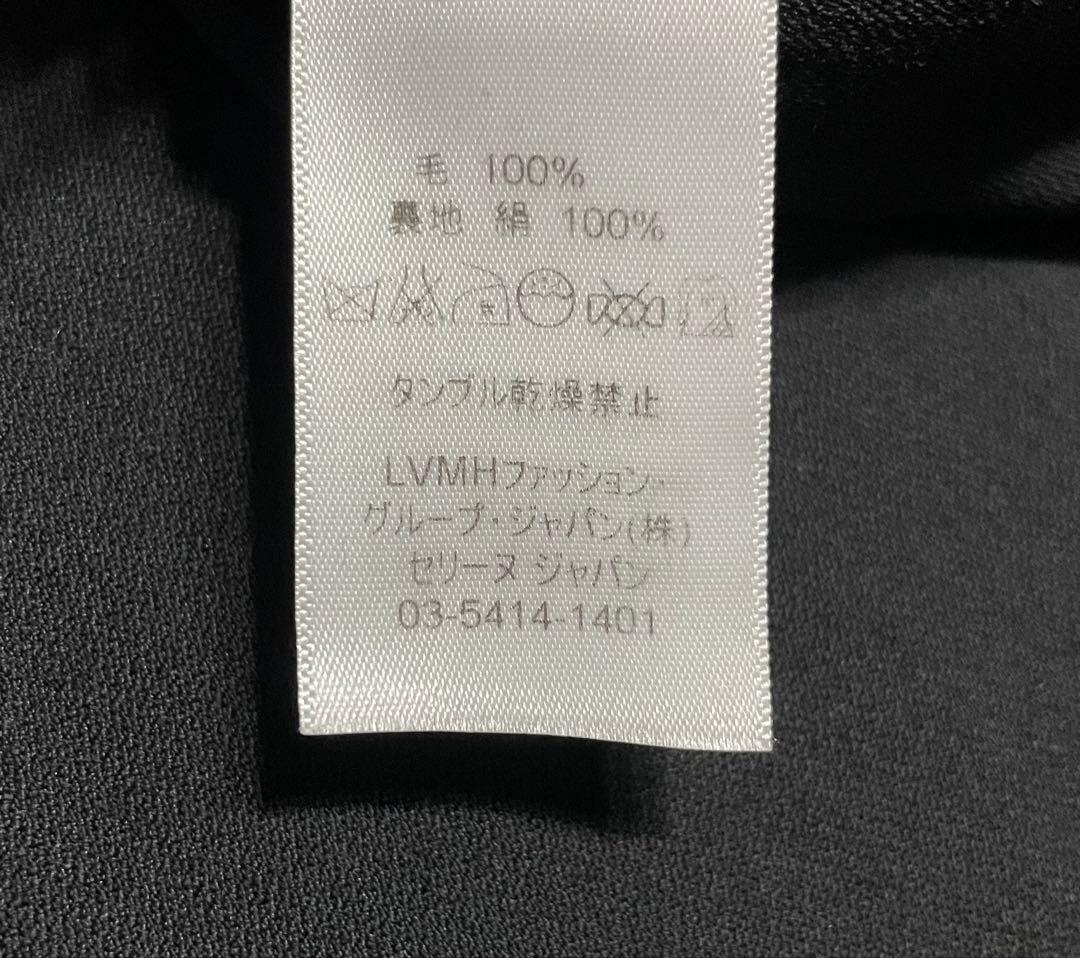 毛 100%
裏地 絹 100%
タンブル乾燥禁止
LVMHファッション・
グループ・ジャパン(株)
セリーヌ ジャパン
03-5414-1401